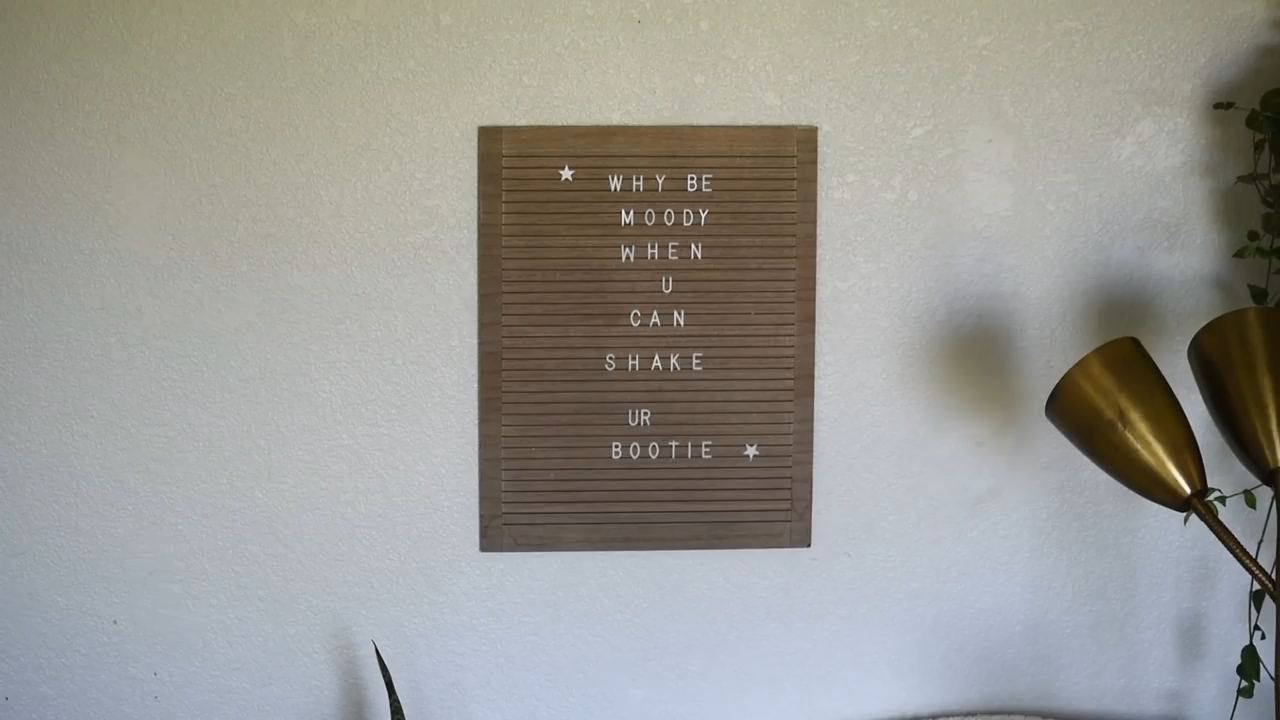 WHY BE
MOODY
WHEN
U
CAN
SHAKE
UR
BOOTIE